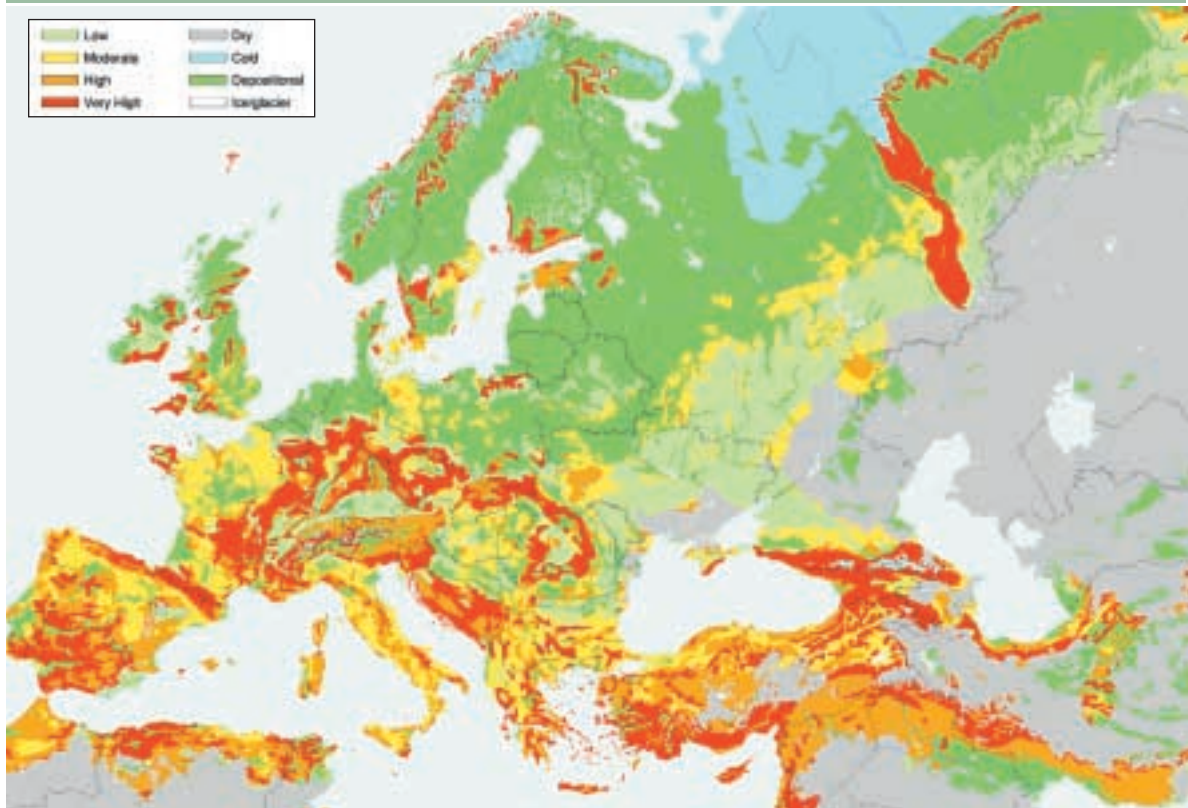 Low
Moderate
High
Very High
Dry
Cold
Depositional
Ice/glacier